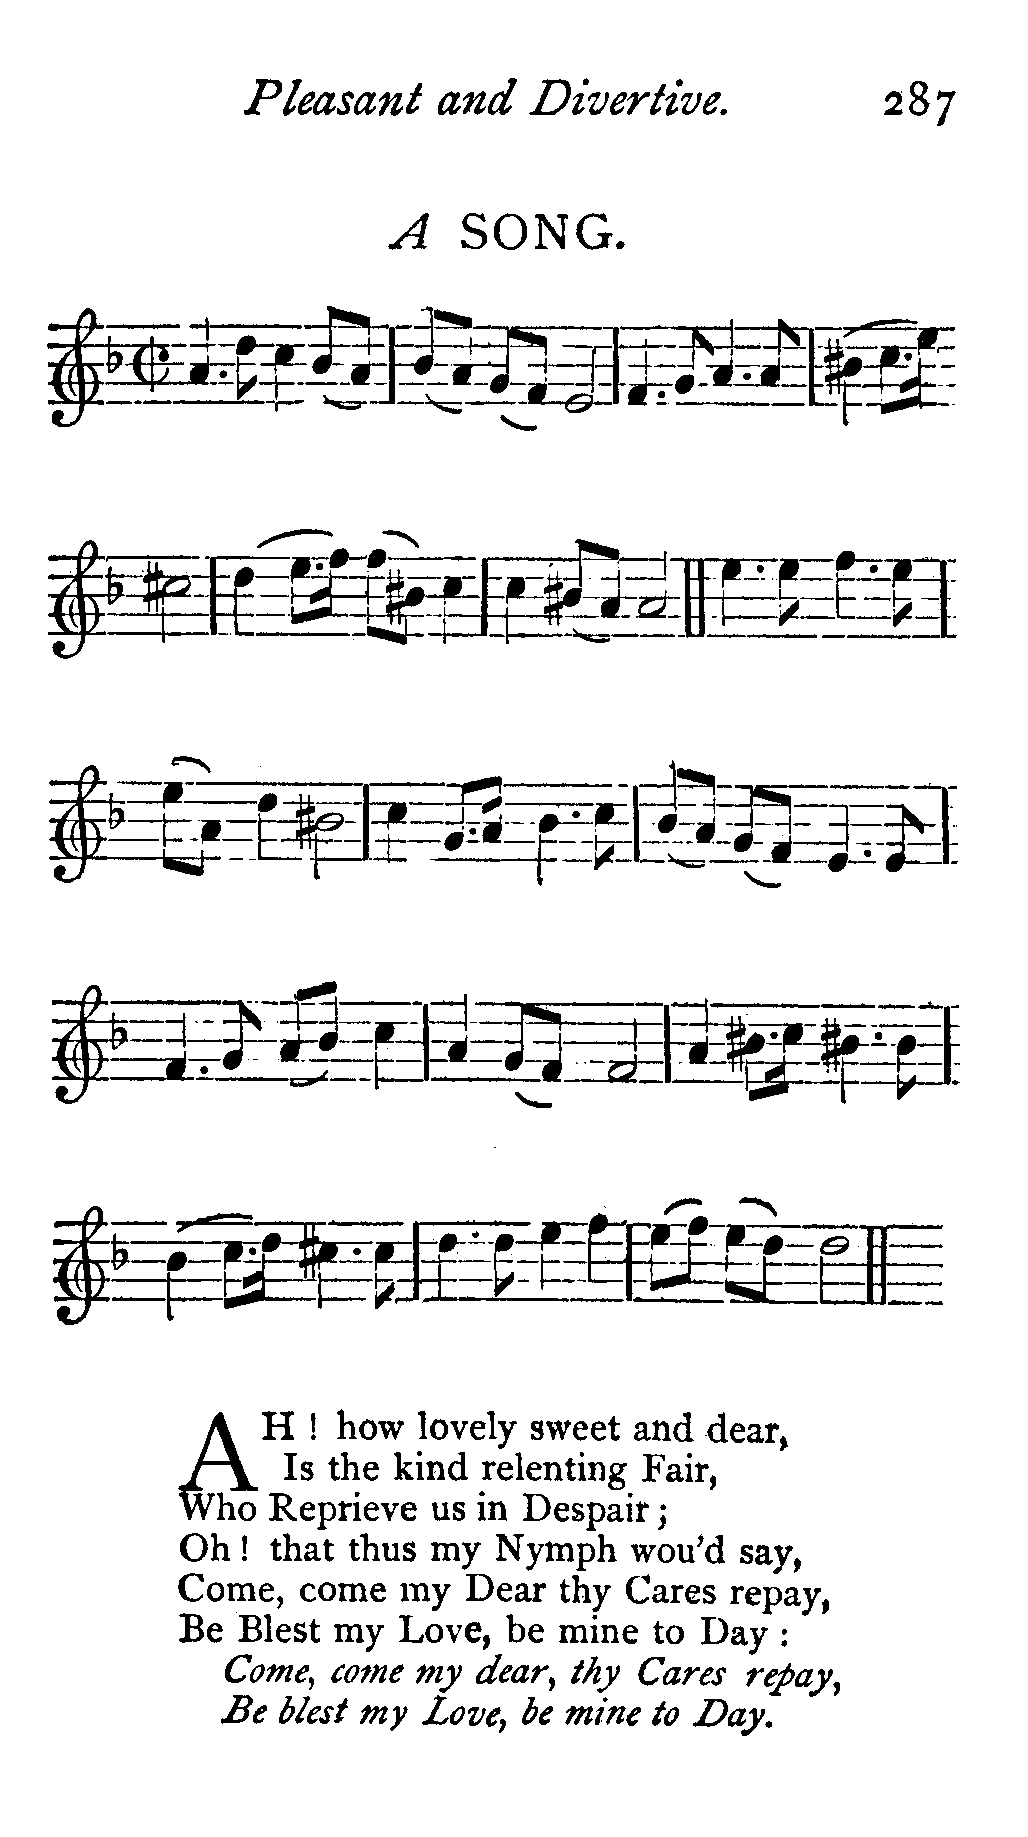 Pleasant and Divertive. 287
A SONG.
AH! how lovely sweet and dear,
Is the kind relenting Fair,
Who Reprieve us in Despair;
Oh! that thus my Nymph wou'd say,
Come, come my Dear thy Cares repay,
Be Blest my Love, be mine to Day:
Come, come my dear, thy Cares repay,
Be blest my Love, be mine to Day.